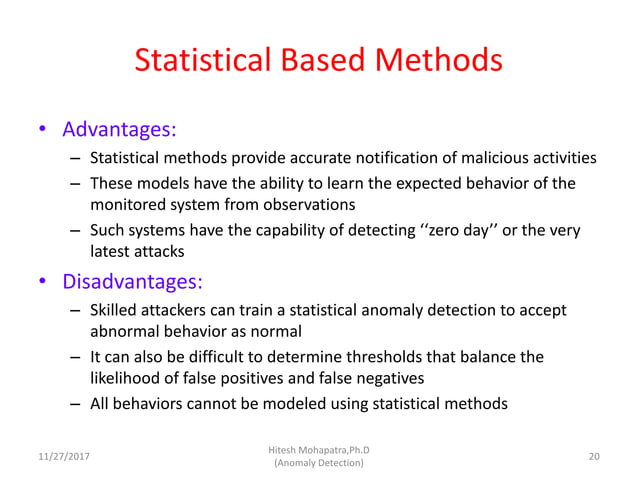 Statistical Based Methods
• Advantages:
– Statistical methods provide accurate notification of malicious activities
– These models have the ability to learn the expected behavior of the
monitored system from observations
– Such systems have the capability of detecting ‘‘zero day’’ or the very
latest attacks
• Disadvantages:
– Skilled attackers can train a statistical anomaly detection to accept
abnormal behavior as normal
– It can also be difficult to determine thresholds that balance the
likelihood of false positives and false negatives
– All behaviors cannot be modeled using statistical methods
11/27/2017
Hitesh Mohapatra,Ph.D
(Anomaly Detection)
20